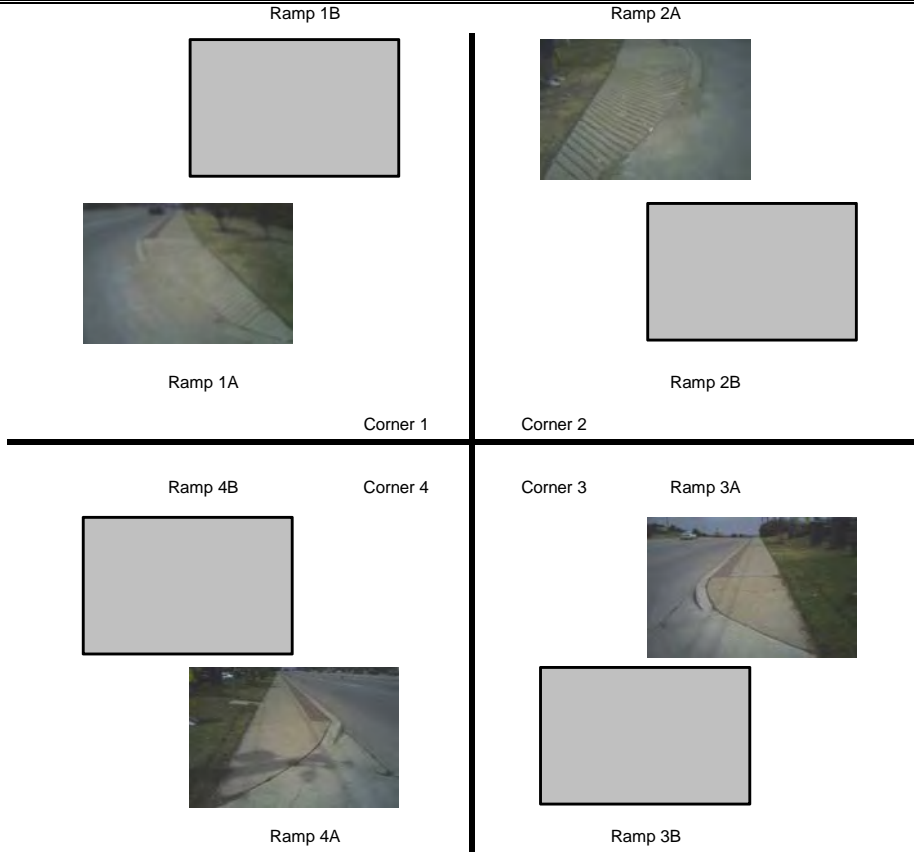 Ramp 1B Ramp 2A
Ramp 1A Ramp 2B
Corner 1 Corner 2
Ramp 4B Corner 4 Corner 3 Ramp 3A
Ramp 4A Ramp 3B